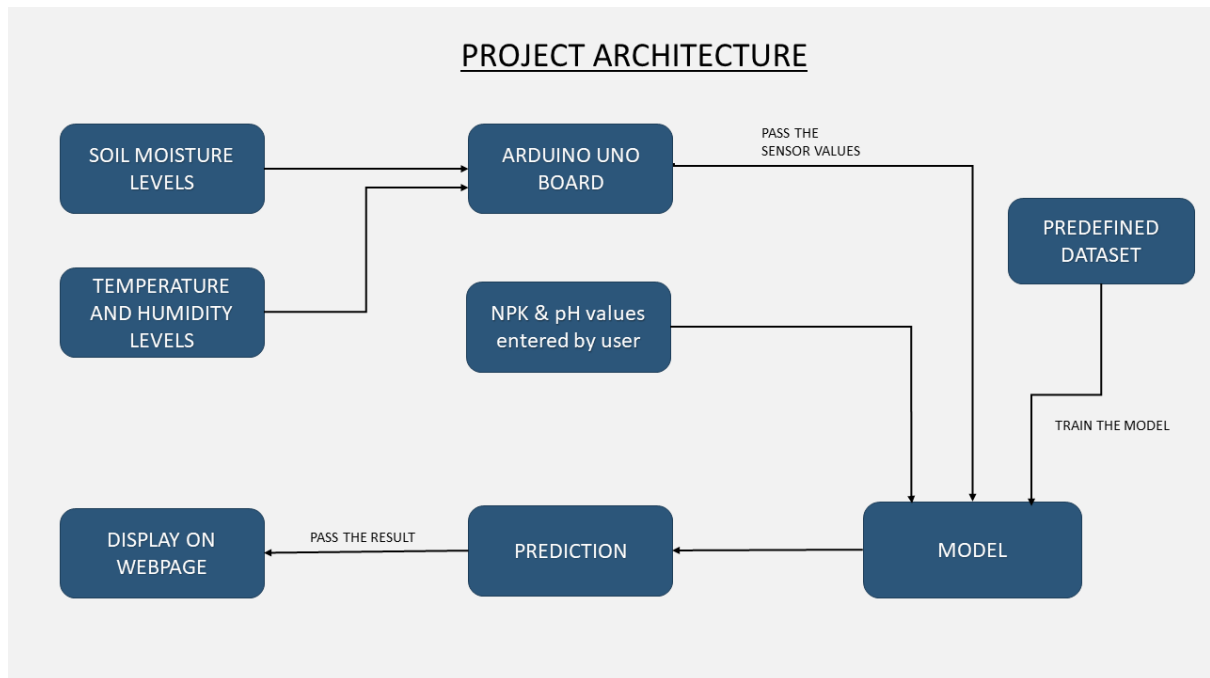 PROJECT ARCHITECTURE
SOIL MOISTURE
LEVELS
ARDUINO UNO
BOARD
PASS THE
SENSOR VALUES
PREDEFINED
DATASET
TEMPERATURE
AND HUMIDITY
LEVELS
NPK & pH values
entered by user
TRAIN THE MODEL
DISPLAY ON
WEBPAGE
PASS THE RESULT
PREDICTION
MODEL